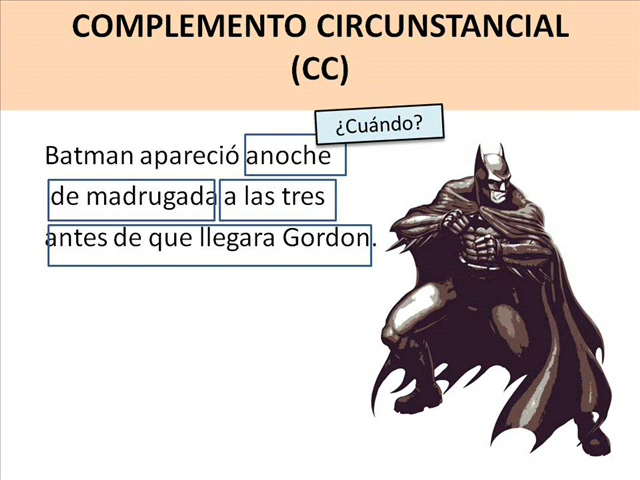 COMPLEMENTO CIRCUNSTANCIAL
(CC)
¿Cuándo?
Batman apareció anoche
de madrugada a las tres
antes de que llegara Gordon.